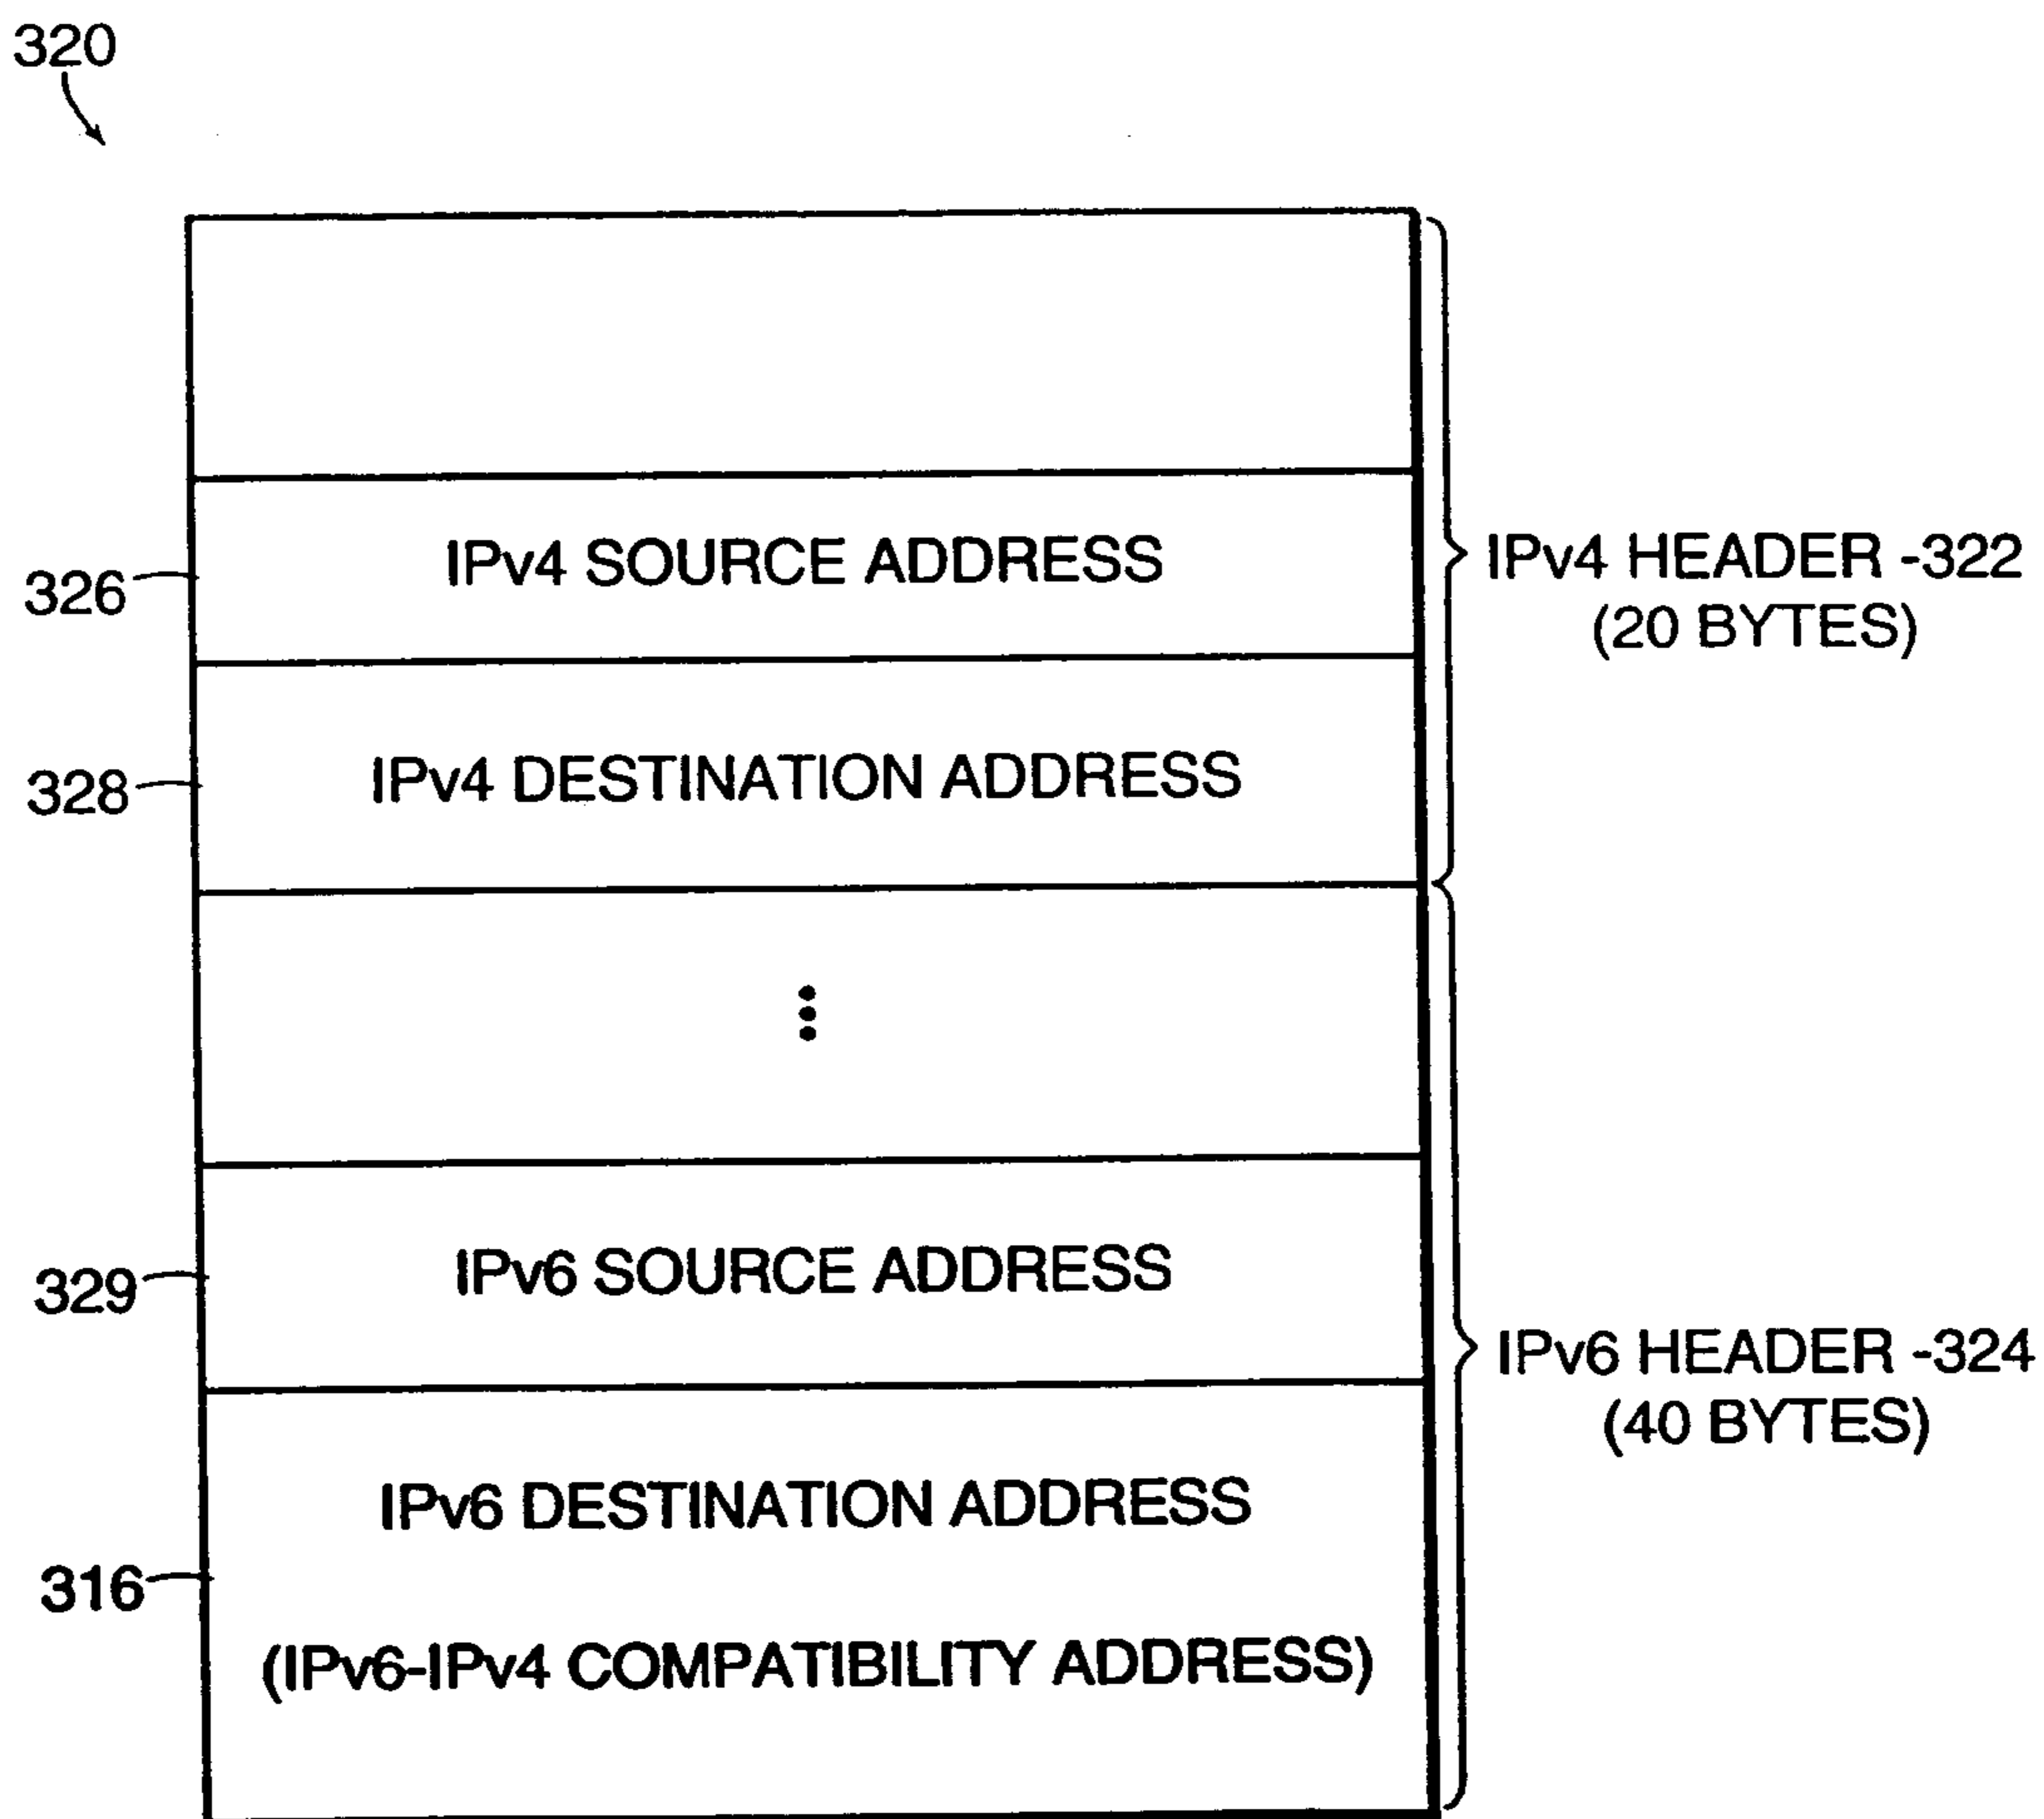 320
326
IPv4 SOURCE ADDRESS
IPv4 HEADER -322
(20 BYTES)
328
IPv4 DESTINATION ADDRESS
329
IPv6 SOURCE ADDRESS
IPv6 HEADER -324
(40 BYTES)
IPv6 DESTINATION ADDRESS
316
(IPv6-IPv4 COMPATIBILITY ADDRESS)